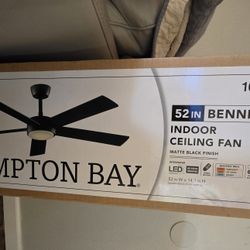 52 IN BENN
INDOOR
CEILING FAN
MATTE BLACK FINISH
MPTON BAY
LED